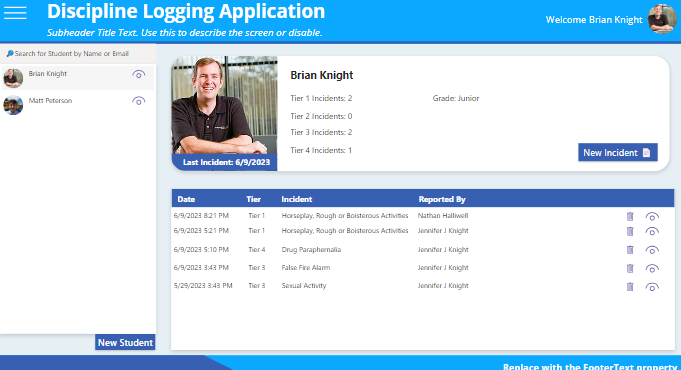 Discipline Logging Application
Subheader Title Text. Use this to describe the screen or disable.
Welcome Brian Knight
Search for Student by Name or Email
Brian Knight
Matt Peterson
New Student
Brian Knight
Tier 1 Incidents: 2 Grade: Junior
Tier 2 Incidents: 0
Tier 3 Incidents: 2
Tier 4 Incidents: 1
Last Incident: 6/9/2023
New Incident
Date Tier Incident Reported By
6/9/2023 8:21 PM Tier 1 Horseplay, Rough or Boisterous Activities Nathan Halliwell
6/9/2023 5:21 PM Tier 1 Horseplay, Rough or Boisterous Activities Jennifer J Knight
6/9/2023 5:10 PM Tier 4 Drug Paraphernalia Jennifer J Knight
6/9/2023 3:43 PM Tier 3 False Fire Alarm Jennifer J Knight
5/29/2023 3:43 PM Tier 3 Sexual Activity Jennifer J Knight
Replace with the FooterText property